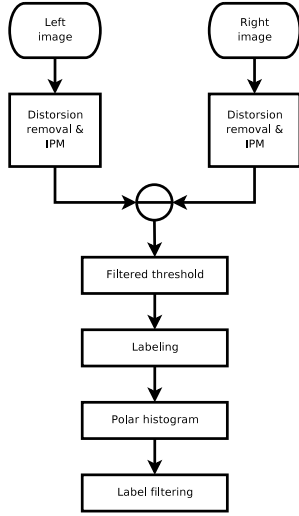 Left
image
Right
image
Distorsion
removal &
IPM
Distorsion
removal &
IPM
Filtered threshold
Labeling
Polar histogram
Label filtering